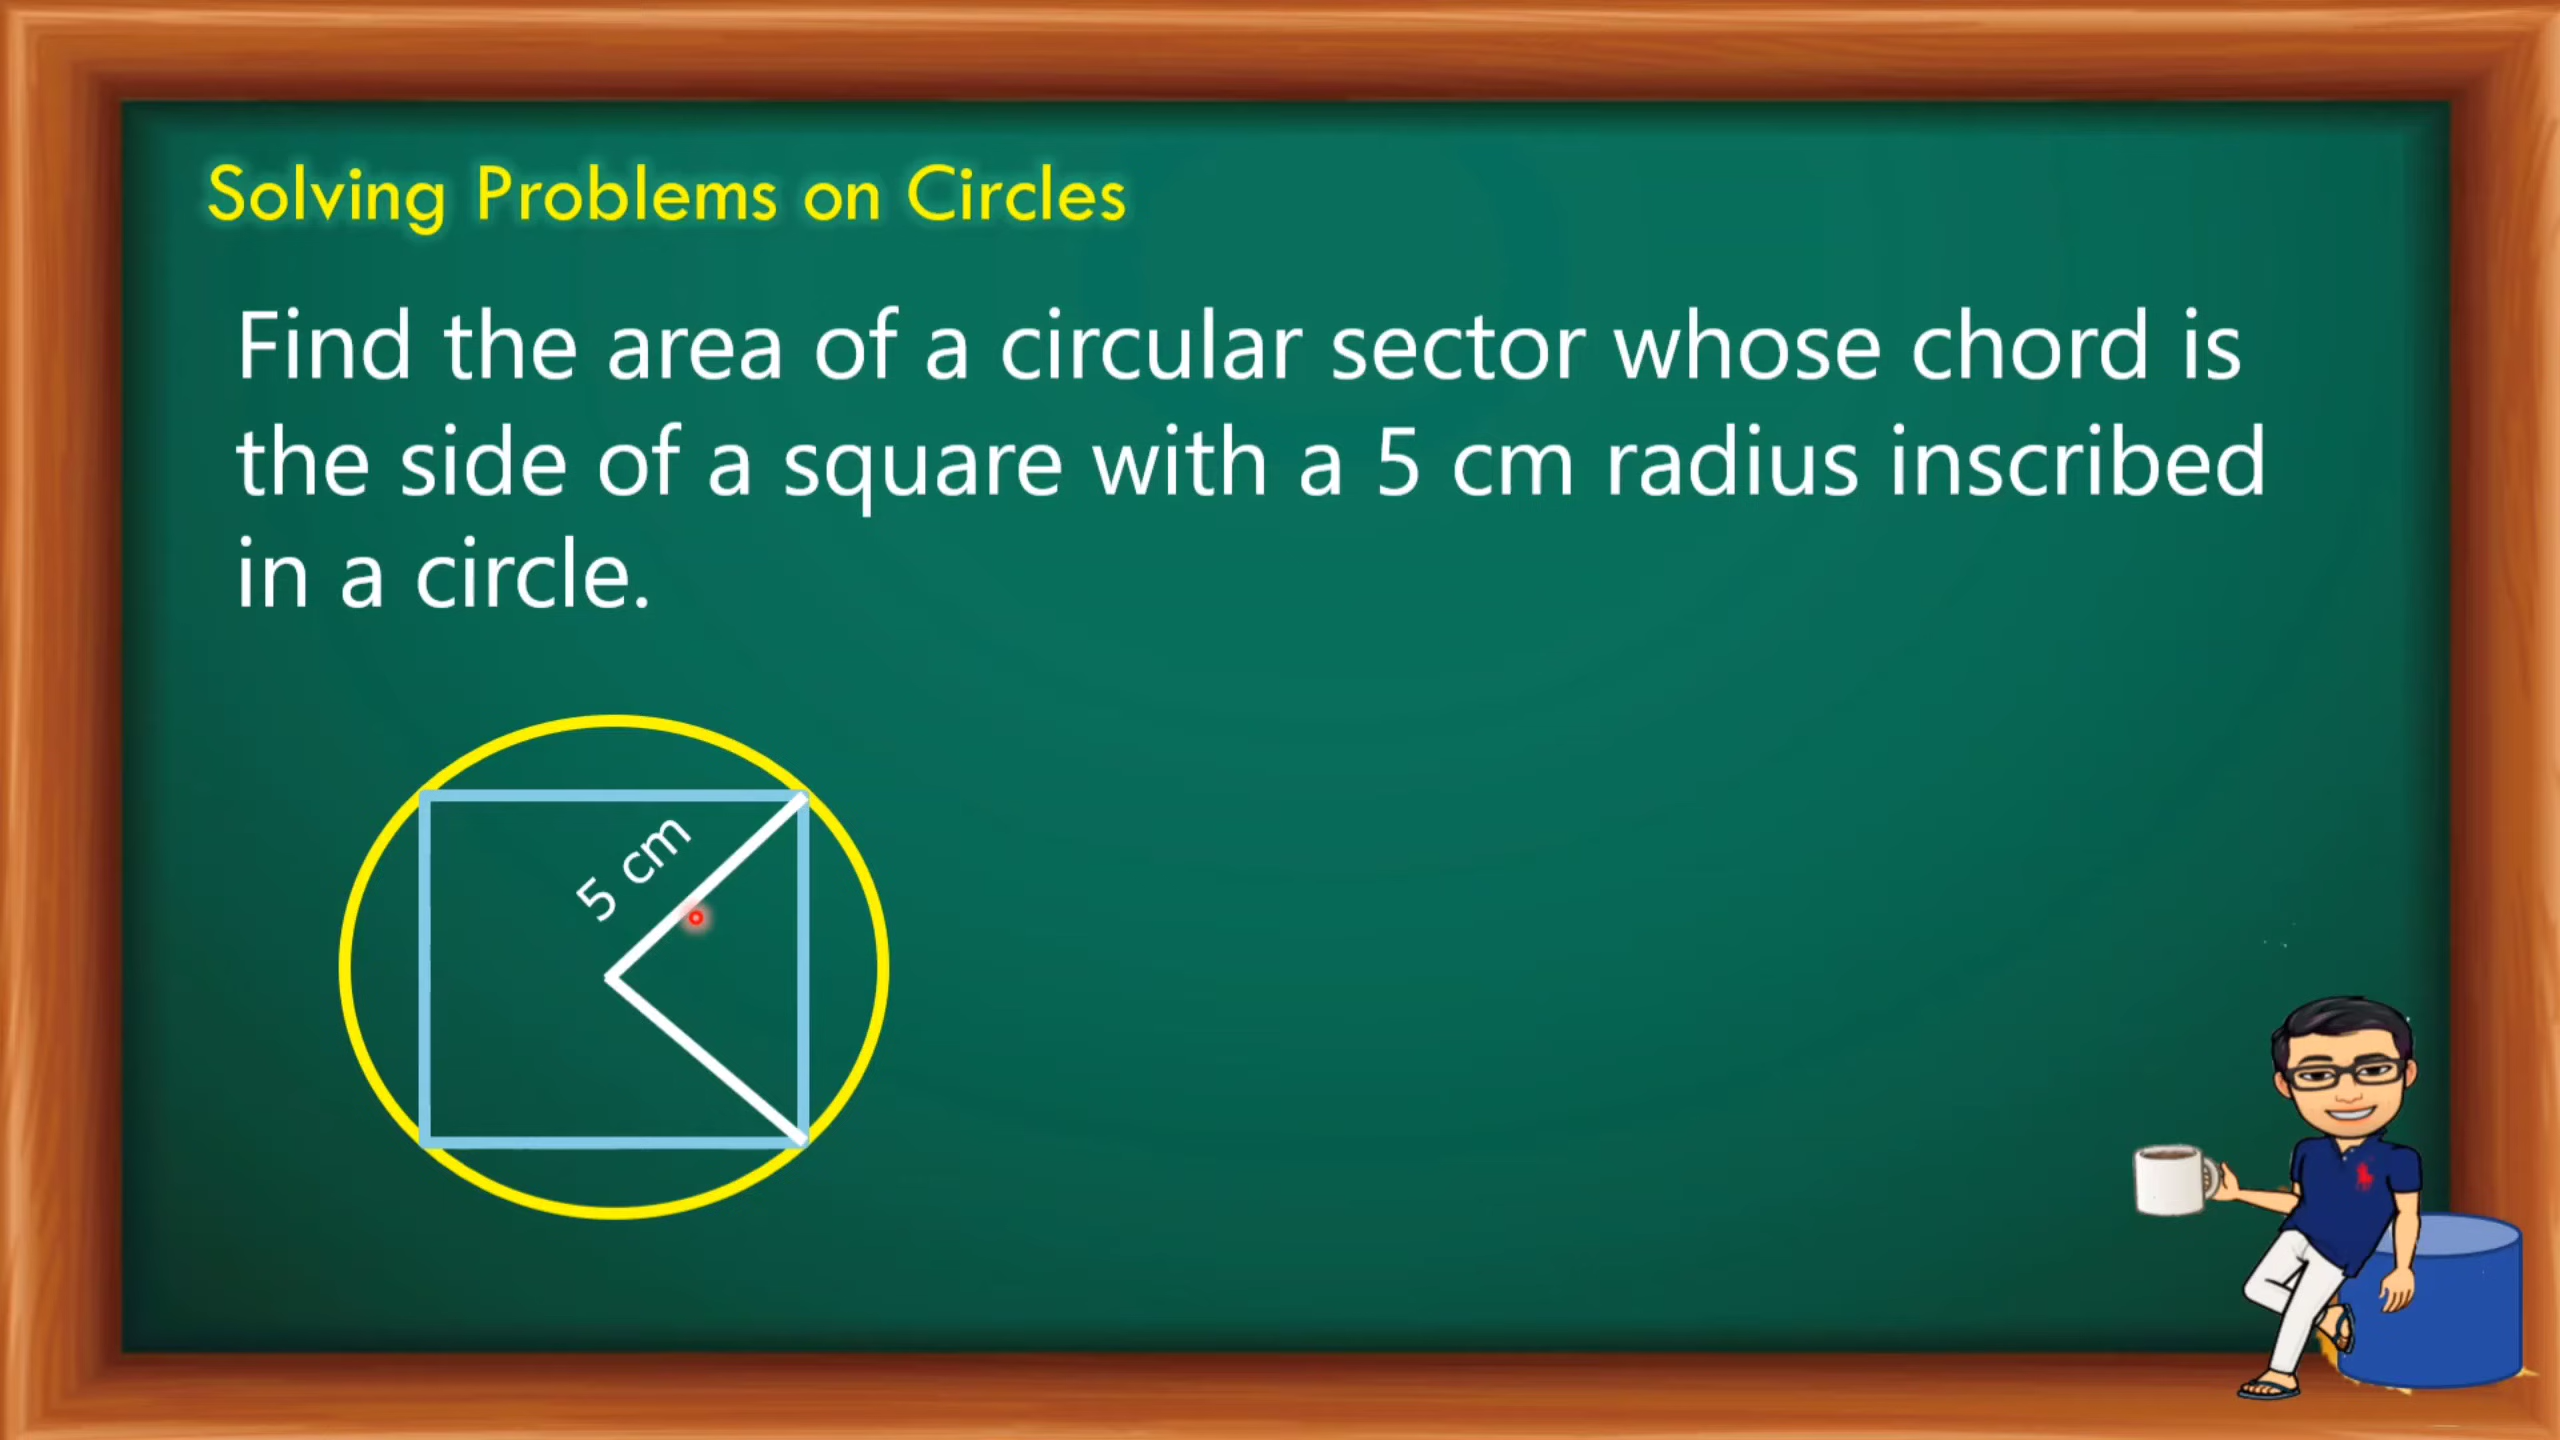 Solving Problems on Circles
Find the area of a circular sector whose chord is
the side of a square with a 5 cm radius inscribed
in a circle.
5 cm